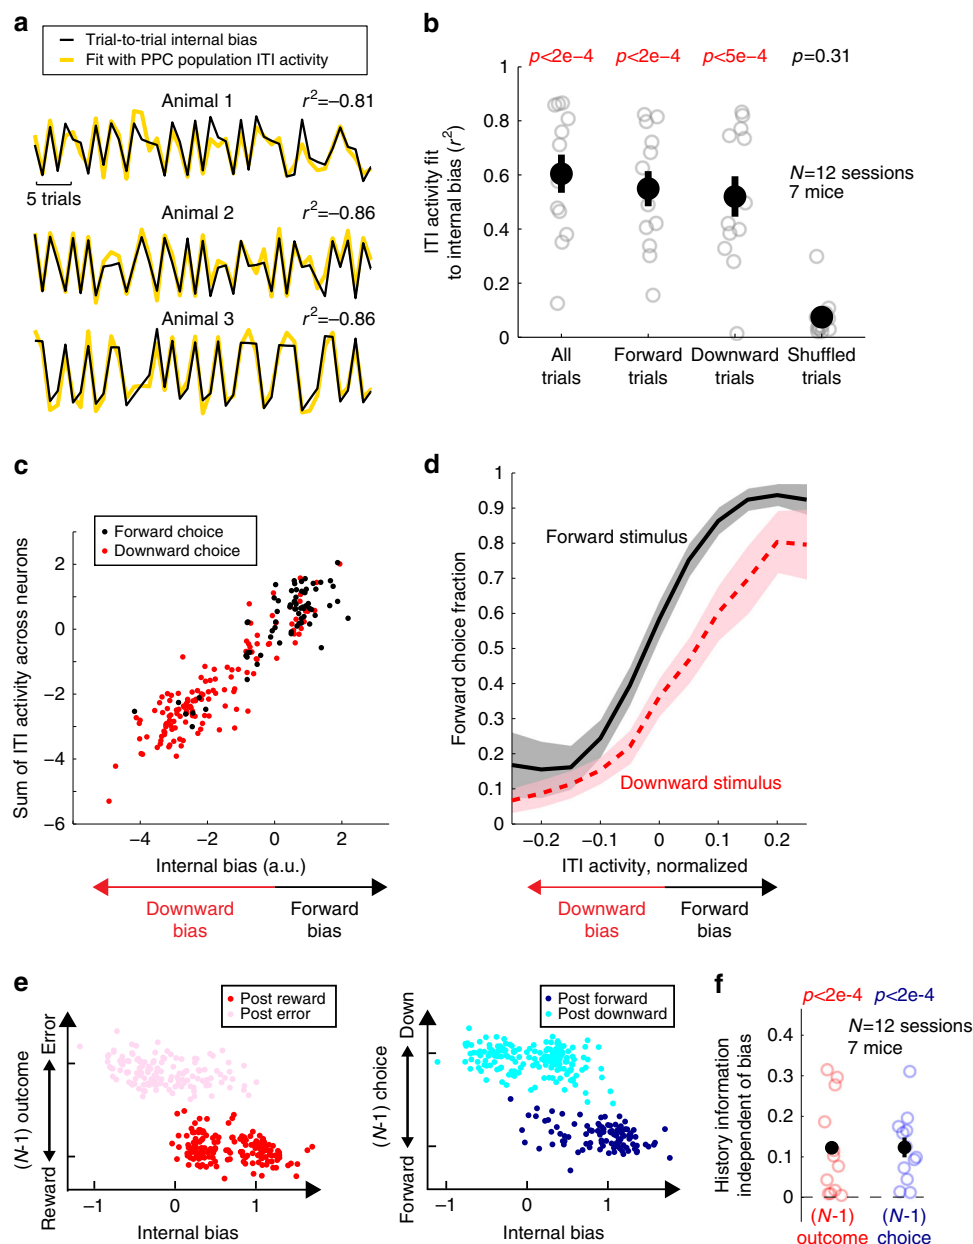 a
Trial-to-trial internal bias
Fit with PPC population ITI activity
Animal 1
r²=–0.81
5 trials
Animal 2
r²=–0.86
Animal 3
r²=–0.86
b
p<2e–4
p<2e–4
p<5e–4
p=0.31
ITI activity fit
to internal bias (r²)
1
0.8
0.6
0.4
0.2
0
N=12 sessions
7 mice
All
trials
Forward
trials
Downward
trials
Shuffled
trials
c
Forward choice
Downward choice
Sum of ITI activity across neurons
2
0
–2
–4
–6
–4
–2
0
2
Internal bias (a.u.)
Downward
bias
Forward
bias
d
Forward choice fraction
1
0.9
0.8
0.7
0.6
0.5
0.4
0.3
0.2
0.1
0
Forward stimulus
Downward stimulus
–0.2
–0.1
0
0.1
0.2
ITI activity, normalized
Downward
bias
Forward
bias
e
Post reward
Post error
(N-1) outcome
Reward
Error
–1
0
1
Internal bias
Post forward
Post downward
(N-1) choice
Forward
Down
–1
0
1
Internal bias
f
p<2e-4
p<2e-4
N=12 sessions
7 mice
History information
independent of bias
0.4
0.3
0.2
0.1
0
(N-1)
outcome
(N-1)
choice